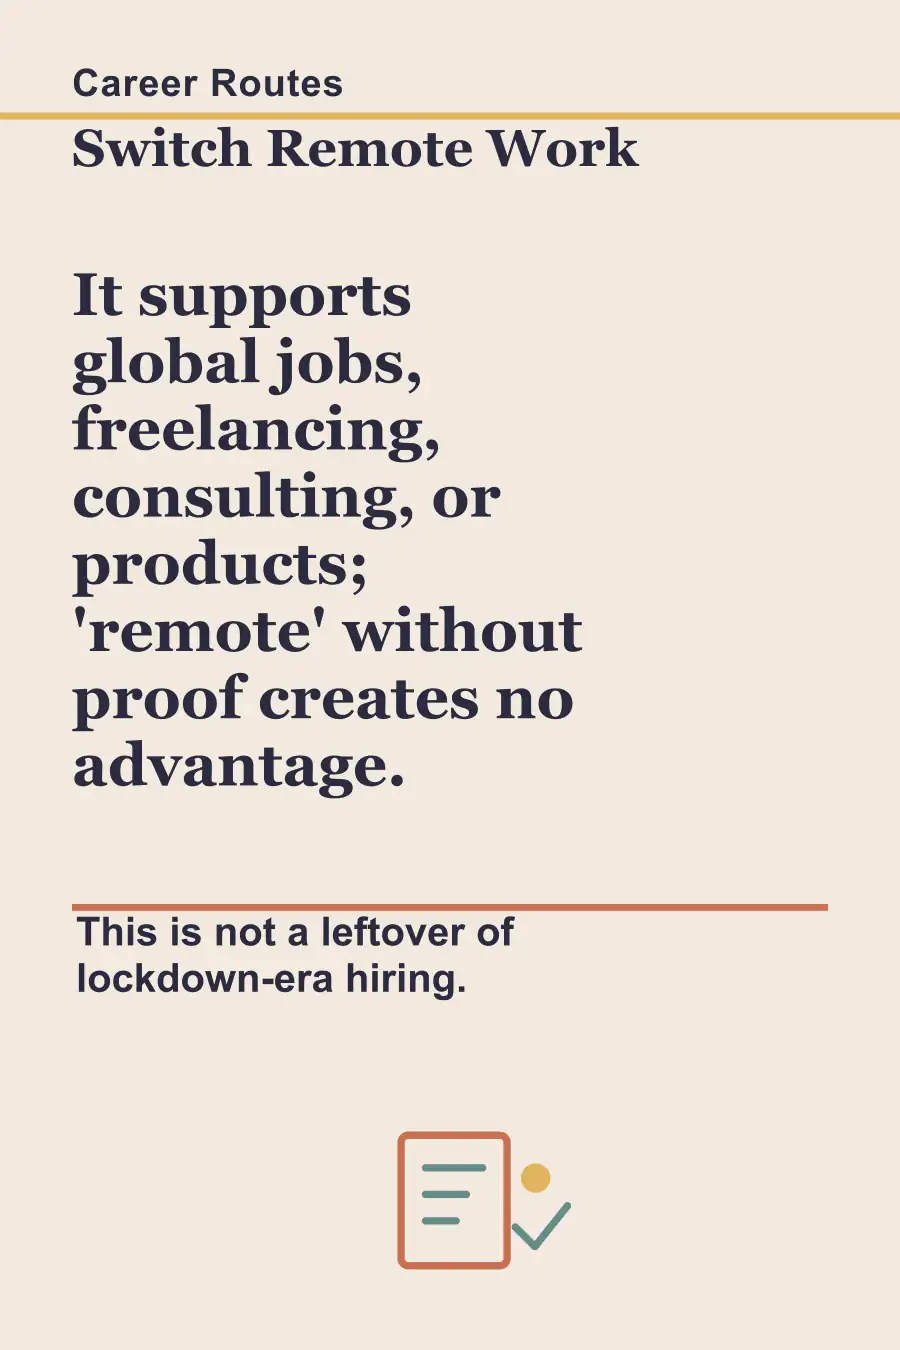 Career Routes
Switch Remote Work
It supports
global jobs,
freelancing,
consulting, or
products;
'remote' without
proof creates no
advantage.
This is not a leftover of
lockdown-era hiring.